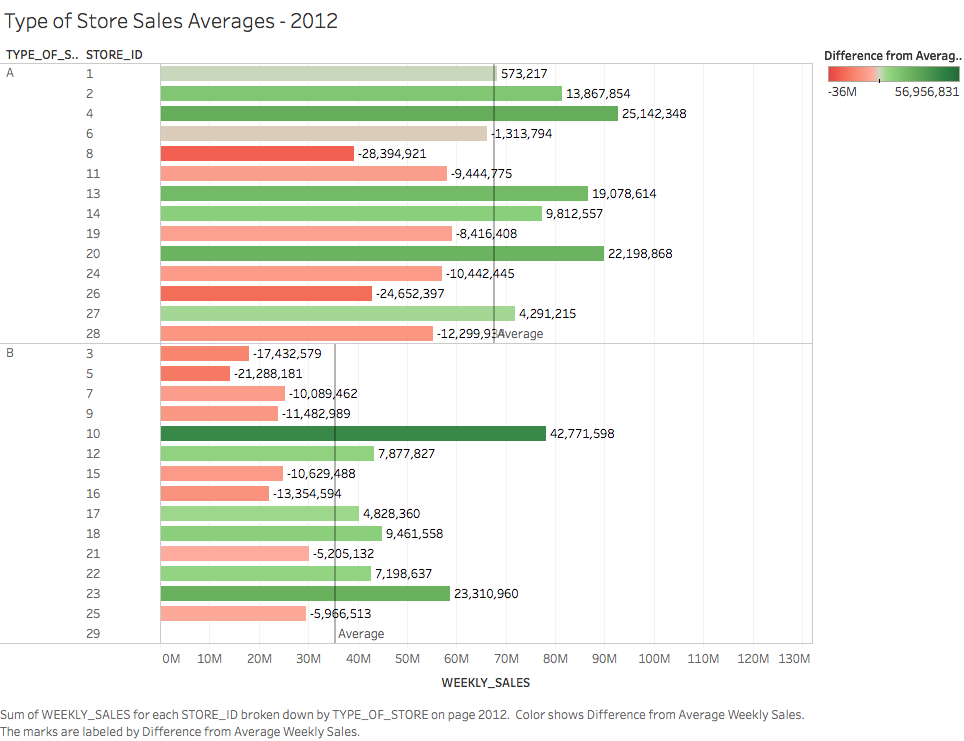 Type of Store Sales Averages - 2012
TYPE_OF_S.. STORE_ID
Difference from Averag..
-36M 56,956,831
A 1 573,217
2 13,867,854
4 25,142,348
6 -1,313,794
8 -28,394,921
11 -9,444,775
13 19,078,614
14 9,812,557
19 -8,416,408
20 22,198,868
24 -10,442,445
26 -24,652,397
27 4,291,215
28 Average
B 3 -17,432,579
5 -21,288,181
7 -10,089,462
9 -11,482,989
10 42,771,598
12 7,877,827
15 -10,629,488
16 -13,354,594
17 4,828,360
18 9,461,558
21 -5,205,132
22 7,198,637
23 23,310,960
25 -5,966,513
29 Average
0M 10M 20M 30M 40M 50M 60M 70M 80M 90M 100M 110M 120M 130M
WEEKLY_SALES
Sum of WEEKLY_SALES for each STORE_ID broken down by TYPE_OF_STORE on page 2012. Color shows Difference from Average Weekly Sales.
The marks are labeled by Difference from Average Weekly Sales.